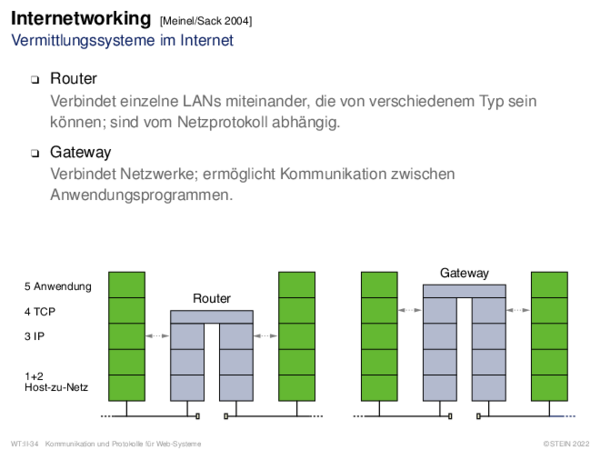 Internetworking [Meinel/Sack 2004]
Vermittlungssysteme im Internet
❑ Router
Verbindet einzelne LANs miteinander, die von verschiedenem Typ sein
können; sind vom Netzprotokoll abhängig.
❑ Gateway
Verbindet Netzwerke; ermöglicht Kommunikation zwischen
Anwendungsprogrammen.
Gateway
5 Anwendung
Router
4 TCP
3 IP
1+2
Host-zu-Netz
WT:II-34 Kommunikation und Protokolle für Web-Systeme ©STEIN 2022